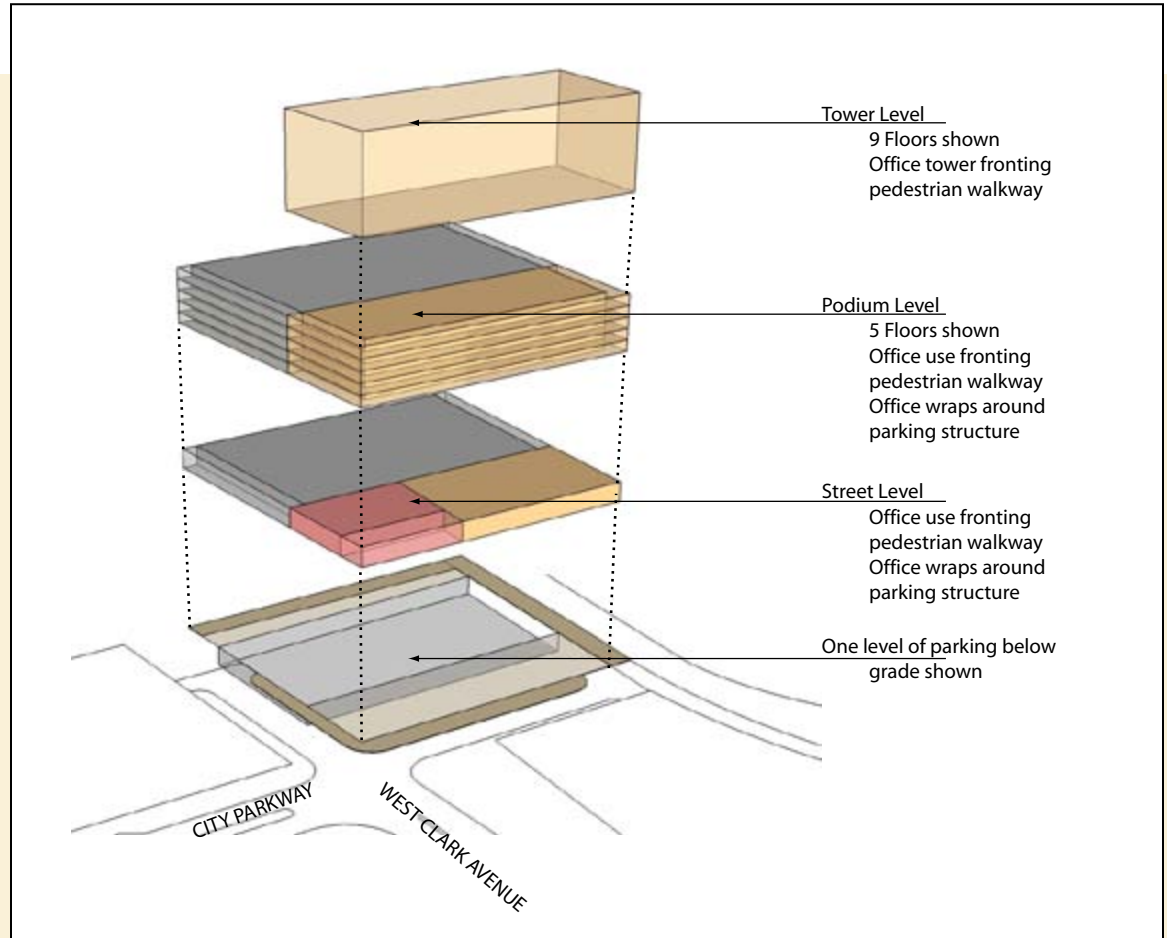 Tower Level
9 Floors shown
Office tower fronting
pedestrian walkway
Podium Level
5 Floors shown
Office use fronting
pedestrian walkway
Office wraps around
parking structure
Street Level
Office use fronting
pedestrian walkway
Office wraps around
parking structure
One level of parking below
grade shown
CITY PARKWAY
WEST CLARK AVENUE